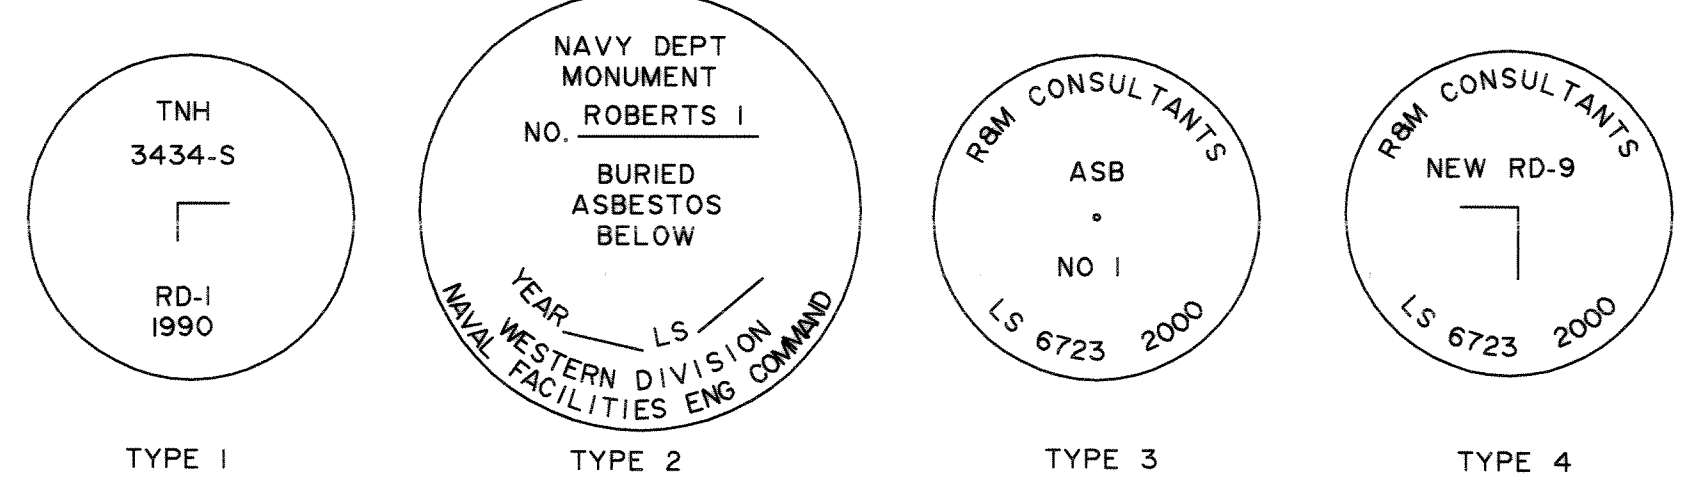 TNH
3434-S
RD-1
1990
TYPE 1
NAVY DEPT
MONUMENT
NO. ROBERTS 1
BURIED
ASBESTOS
BELOW
YEAR LS
WESTERN DIVISION
NAVAL FACILITIES ENG COMMAND
TYPE 2
R&M CONSULTANTS
ASB
NO 1
LS 6723 2000
TYPE 3
R&M CONSULTANTS
NEW RD-9
LS 6723 2000
TYPE 4